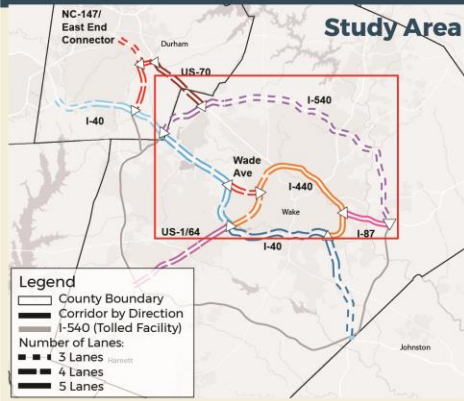 Study Area
NC-147/
East End
Connector
Durham
US-70
I-540
I-40
Wade
Ave
I-440
Wake
US-1/64
I-40
I-87
Legend
County Boundary
Corridor by Direction
I-540 (Tolled Facility)
Number of Lanes:
3 Lanes
Harnett
4 Lanes
5 Lanes
Johnston